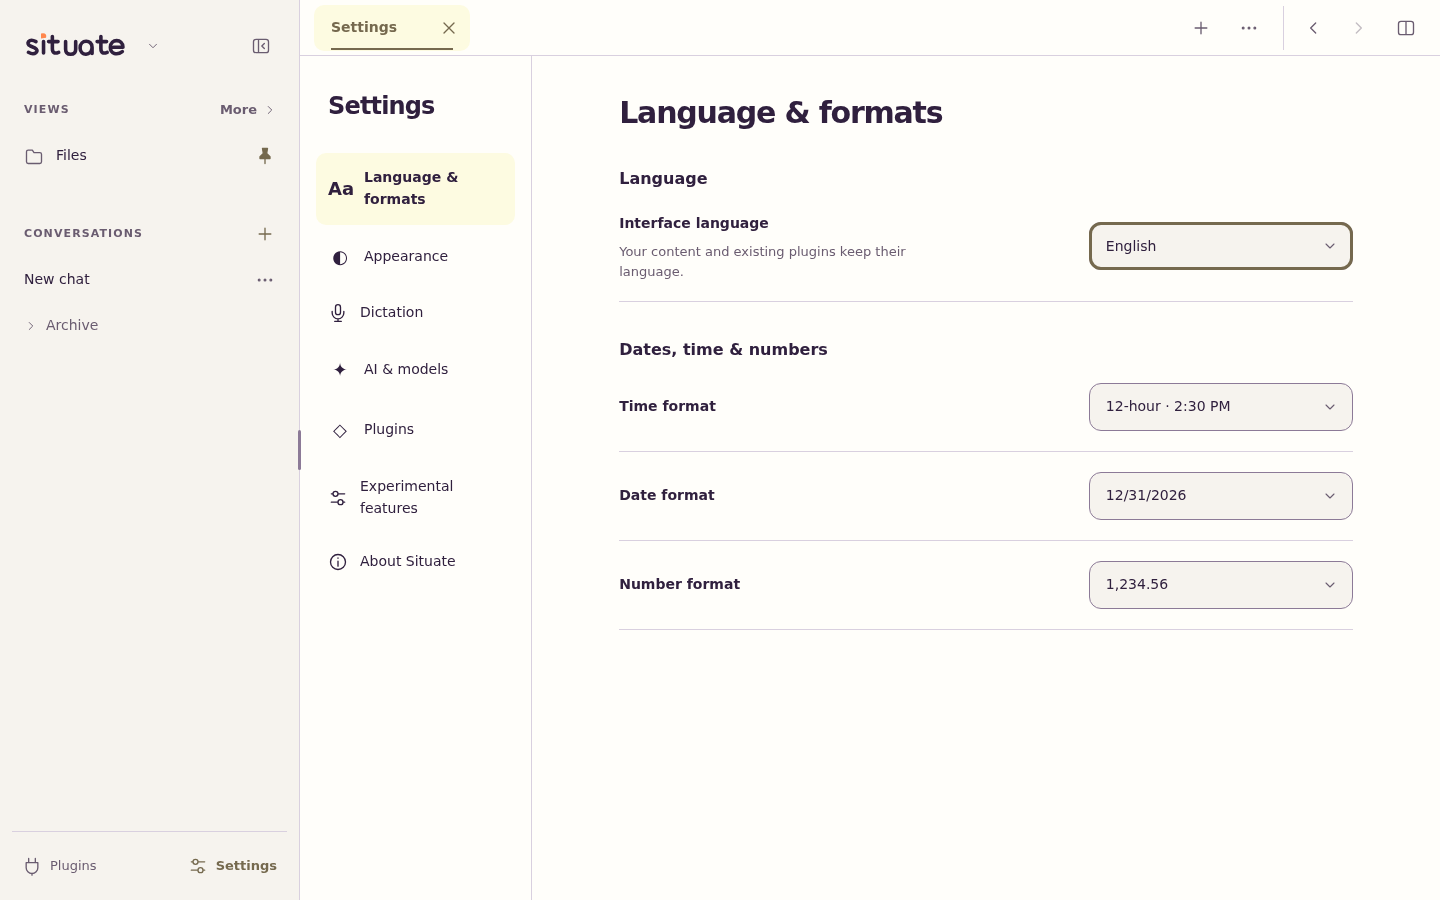 situate
VIEWS
More
Files
CONVERSATIONS
New chat
Archive
Plugins
Settings
Settings
Settings
Aa
Language &
formats
Appearance
Dictation
AI & models
Plugins
Experimental
features
About Situate
Language & formats
Language
Interface language
Your content and existing plugins keep their
language.
English
Dates, time & numbers
Time format
12-hour · 2:30 PM
Date format
12/31/2026
Number format
1,234.56